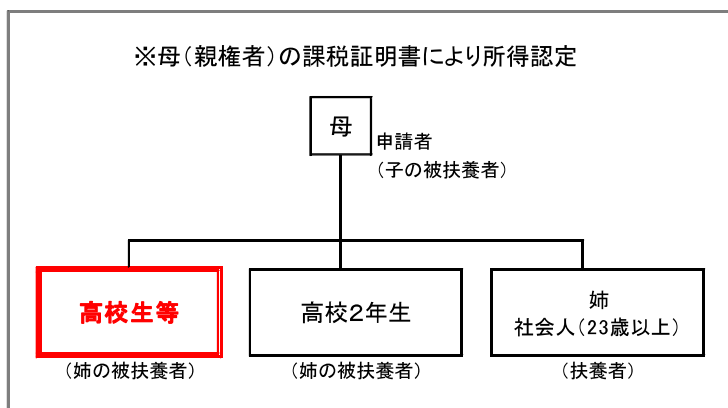 ※母(親権者)の課税証明書により所得認定
母
申請者
(子の被扶養者)
高校生等
高校2年生
姉
社会人(23歳以上)
(姉の被扶養者)
(姉の被扶養者)
(扶養者)